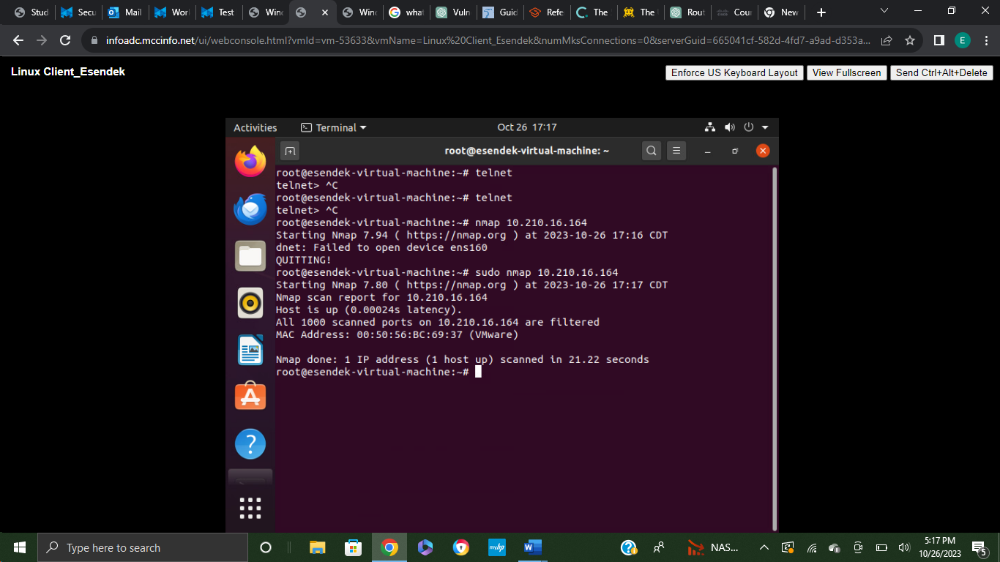 Stud
Secu
Mail
Worl
Test
Wind
Wind
what
Vuln
Guid
Refe
The
The
Rout
Cour
New
infoadc.mccinfo.net/ui/webconsole.html?vmId=vm-53633&vmName=Linux%20Client_Esendek&numMksConnections=0&serverGuid=665041cf-582d-4fd7-a9ad-d353a...
E
Linux Client_Esendek
Enforce US Keyboard Layout
View Fullscreen
Send Ctrl+Alt+Delete
Activities
Terminal
Oct 26 17:17
root@esendek-virtual-machine: ~
root@esendek-virtual-machine:~# telnet
telnet> ^C
root@esendek-virtual-machine:~# telnet
telnet> ^C
root@esendek-virtual-machine:~# nmap 10.210.16.164
Starting Nmap 7.94 ( https://nmap.org ) at 2023-10-26 17:16 CDT
dnet: Failed to open device ens160
QUITTING!
root@esendek-virtual-machine:~# sudo nmap 10.210.16.164
Starting Nmap 7.80 ( https://nmap.org ) at 2023-10-26 17:17 CDT
Nmap scan report for 10.210.16.164
Host is up (0.00024s latency).
All 1000 scanned ports on 10.210.16.164 are filtered
MAC Address: 00:50:56:BC:69:37 (VMware)
Nmap done: 1 IP address (1 host up) scanned in 21.22 seconds
root@esendek-virtual-machine:~#
Type here to search
myhp
NAS...
5:17 PM
10/26/2023
5